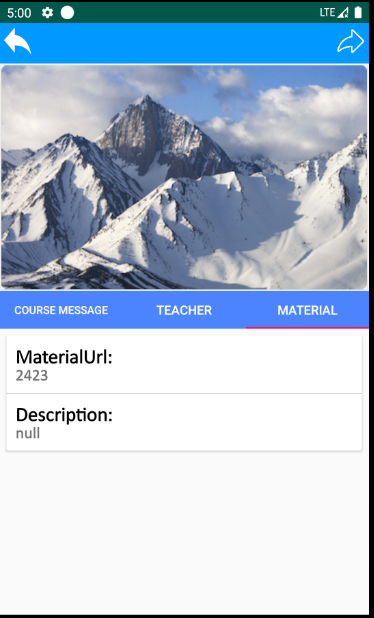 5:00 LTE
COURSE MESSAGE TEACHER MATERIAL
MaterialUrl:
2423
Description:
null